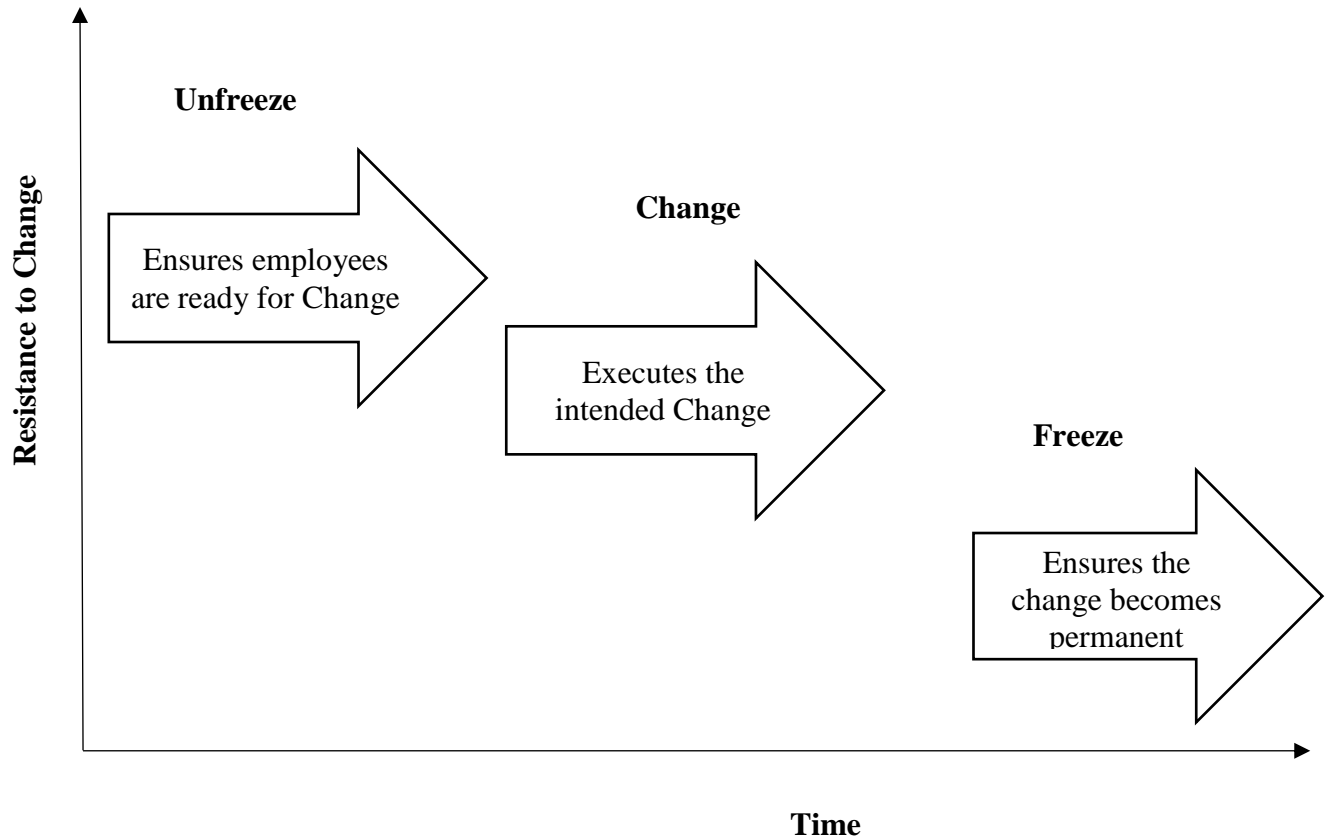 Unfreeze
Ensures employees
are ready for Change
Change
Executes the
intended Change
Freeze
Ensures the
change becomes
permanent
Resistance to Change
Time